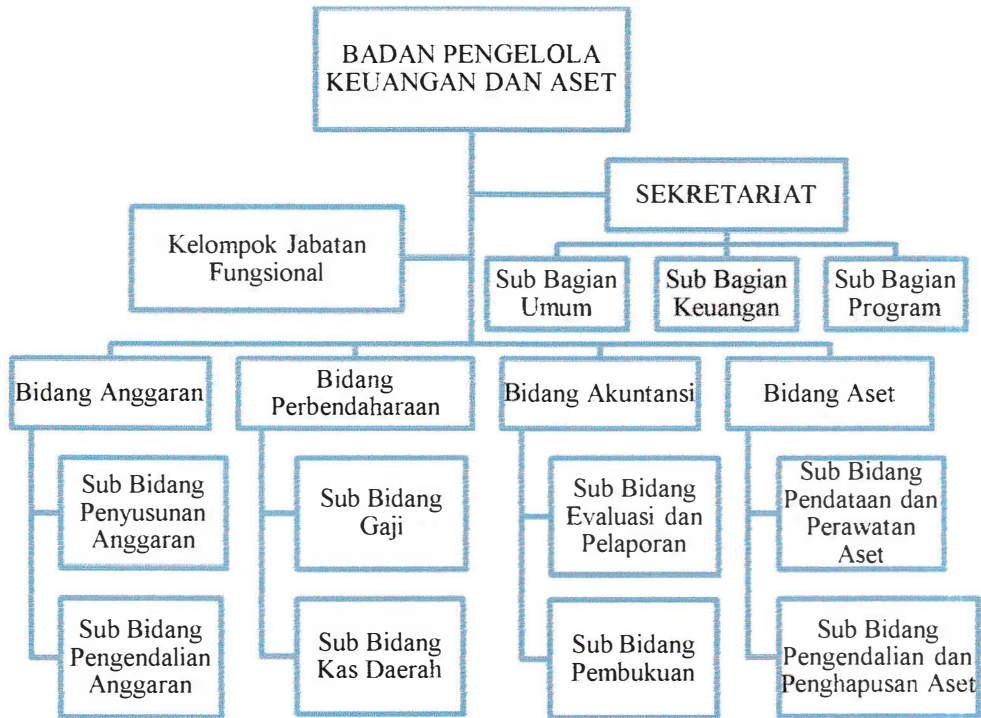 BADAN PENGELOLA
KEUANGAN DAN ASET
SEKRETARIAT
Kelompok Jabatan
Fungsional
Sub Bagian
Umum
Sub Bagian
Keuangan
Sub Bagian
Program
Bidang Anggaran
Bidang
Perbendaharaan
Bidang Akuntansi
Bidang Aset
Sub Bidang
Penyusunan
Anggaran
Sub Bidang
Gaji
Sub Bidang
Evaluasi dan
Pelaporan
Sub Bidang
Pendataan dan
Perawatan
Aset
Sub Bidang
Pengendalian
Anggaran
Sub Bidang
Kas Daerah
Sub Bidang
Pembukuan
Sub Bidang
Pengendalian dan
Penghapusan Aset